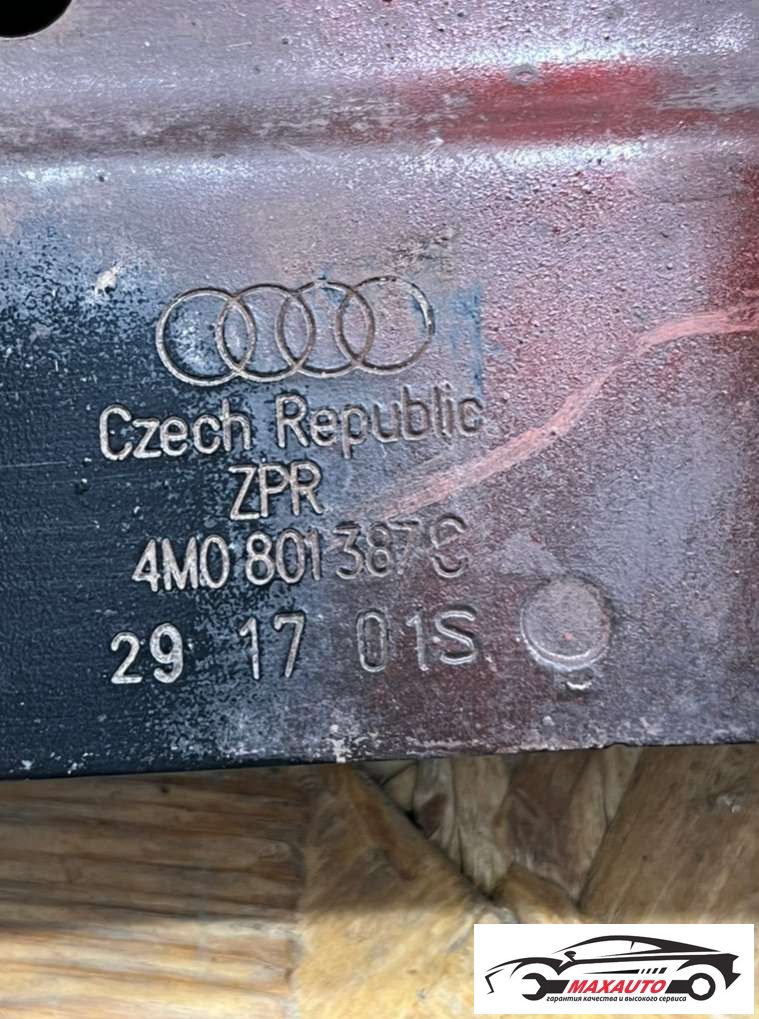 Czech Republic
ZPR
4M0 801 387 C
29 17 01S
MAXAUTO
гарантия качества и высокого сервиса